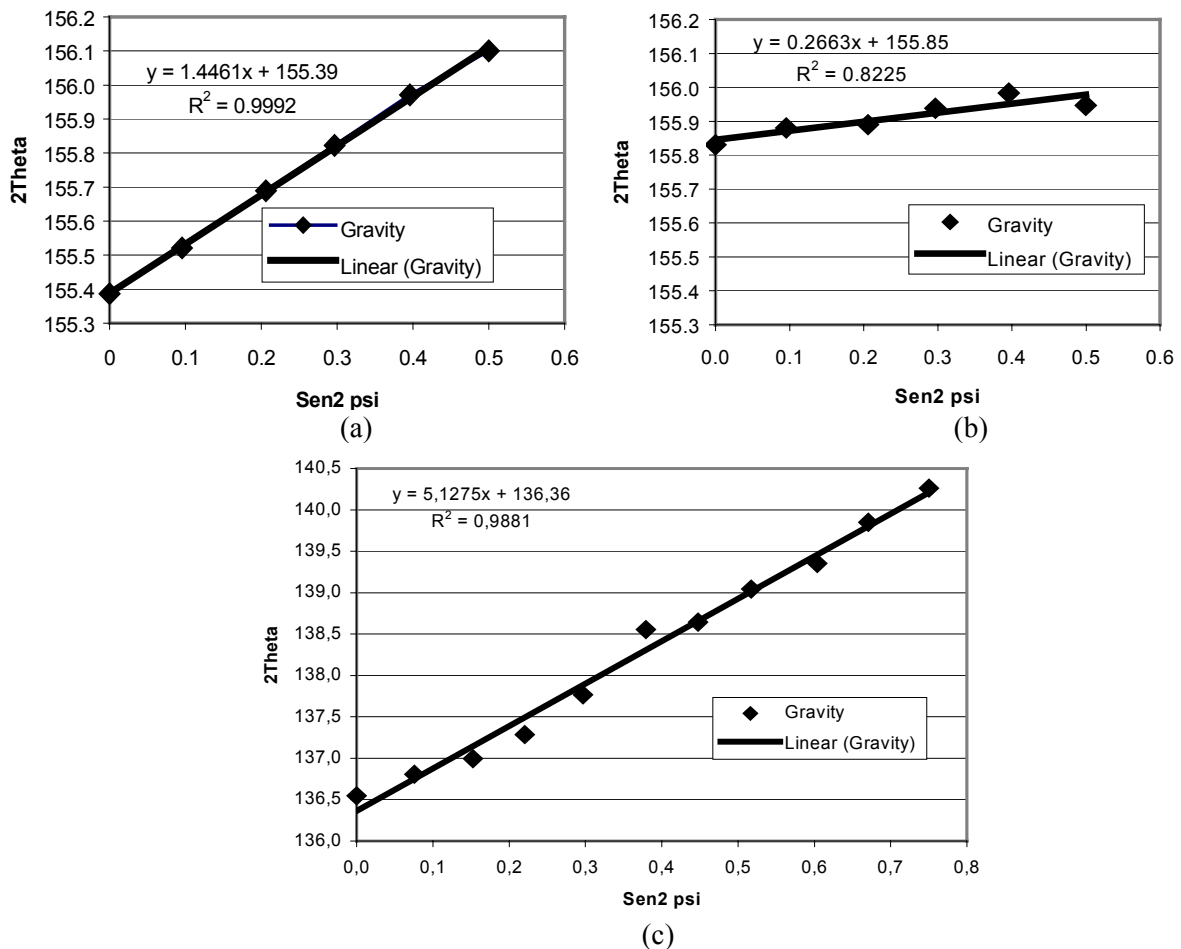 156.2
156.1
156.0
155.9
155.8
155.7
155.6
155.5
155.4
155.3
2Theta
y = 1.4461x + 155.39
R² = 0.9992
Gravity
Linear (Gravity)
0 0.1 0.2 0.3 0.4 0.5 0.6
Sen2 psi
(a)
156.2
156.1
156.0
155.9
155.8
155.7
155.6
155.5
155.4
155.3
2Theta
y = 0.2663x + 155.85
R² = 0.8225
Gravity
Linear (Gravity)
0.0 0.1 0.2 0.3 0.4 0.5 0.6
Sen2 psi
(b)
140,5
140,0
139,5
139,0
138,5
138,0
137,5
137,0
136,5
136,0
2Theta
y = 5,1275x + 136,36
R² = 0,9881
Gravity
Linear (Gravity)
0,0 0,1 0,2 0,3 0,4 0,5 0,6 0,7 0,8
Sen2 psi
(c)